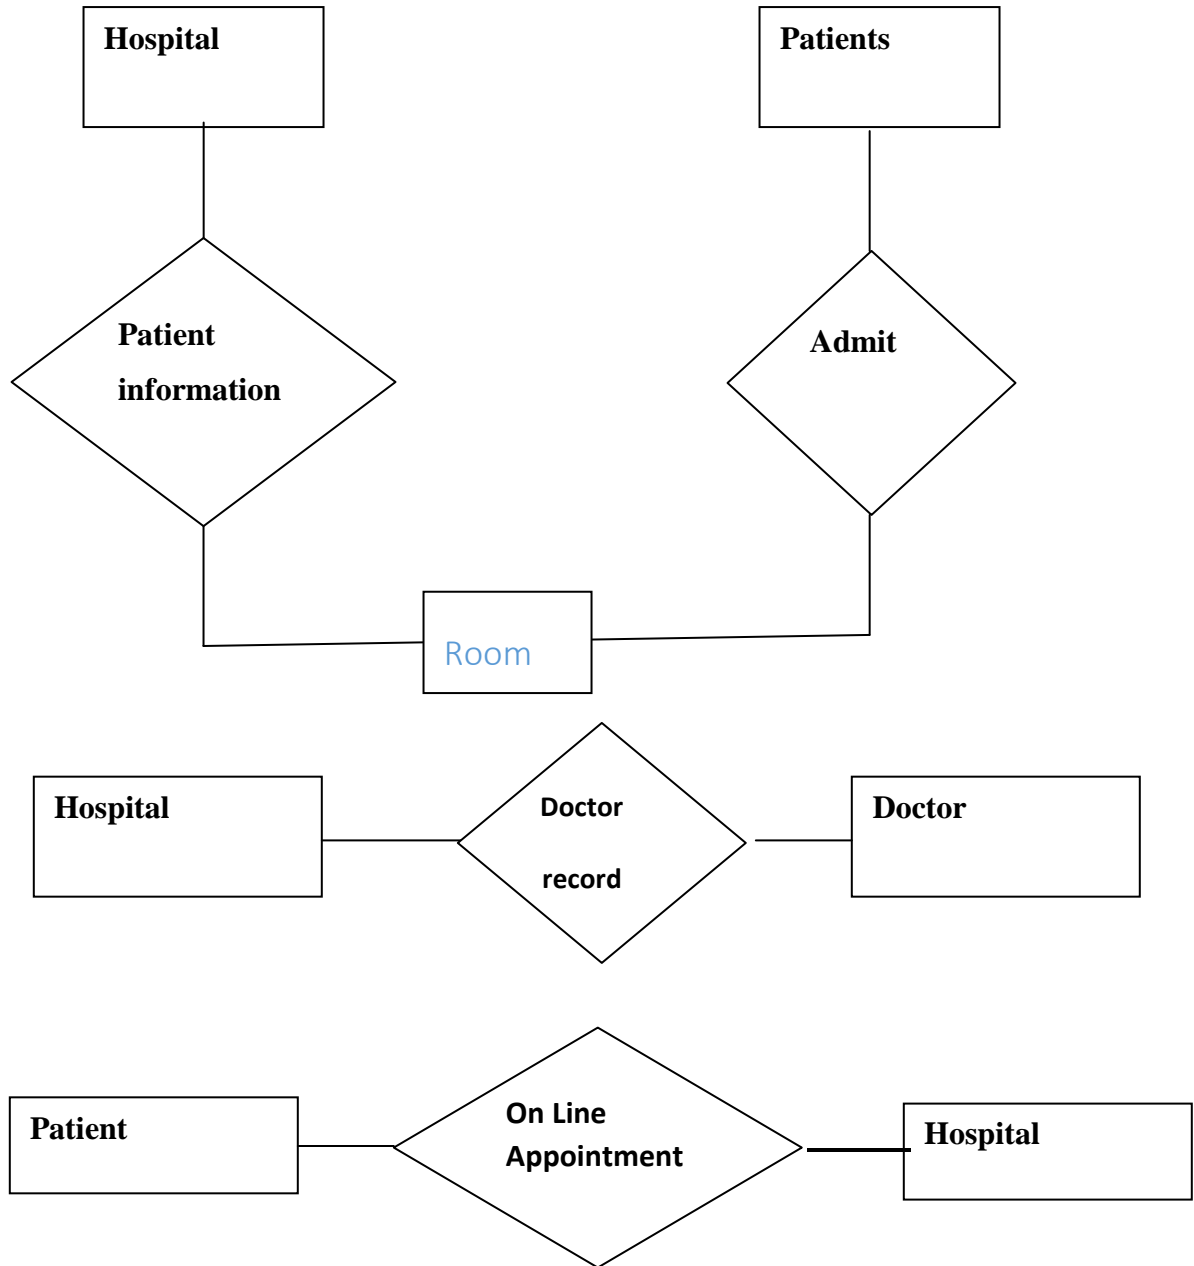 Hospital
Patients
Patient
information
Admit
Room
Hospital
Doctor
record
Doctor
Patient
On Line
Appointment
Hospital